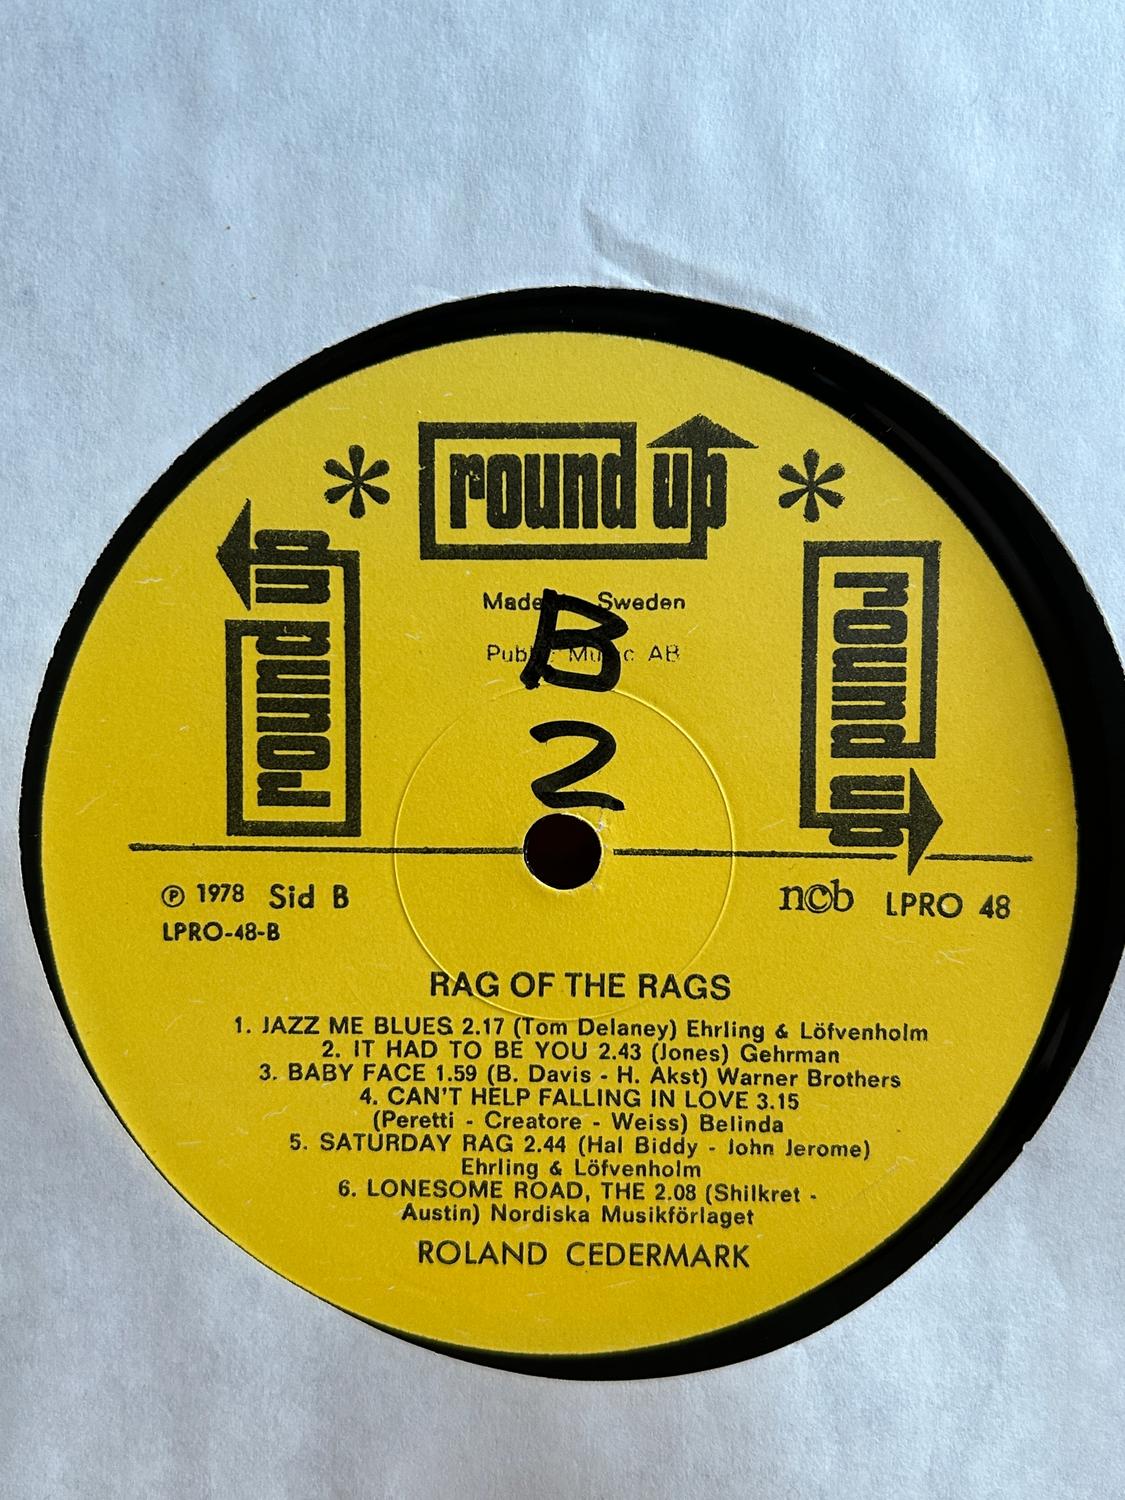 round up
round up
round up
Made in Sweden
Public Music AB
B
2
Ⓟ 1978 Sid B
LPRO-48-B
ncb LPRO 48
RAG OF THE RAGS
1. JAZZ ME BLUES 2.17 (Tom Delaney) Ehrling & Löfvenholm
2. IT HAD TO BE YOU 2.43 (Jones) Gehrman
3. BABY FACE 1.59 (B. Davis - H. Akst) Warner Brothers
4. CAN'T HELP FALLING IN LOVE 3.15
(Peretti - Creatore - Weiss) Belinda
5. SATURDAY RAG 2.44 (Hal Biddy - John Jerome)
Ehrling & Löfvenholm
6. LONESOME ROAD, THE 2.08 (Shilkret -
Austin) Nordiska Musikförlaget
ROLAND CEDERMARK